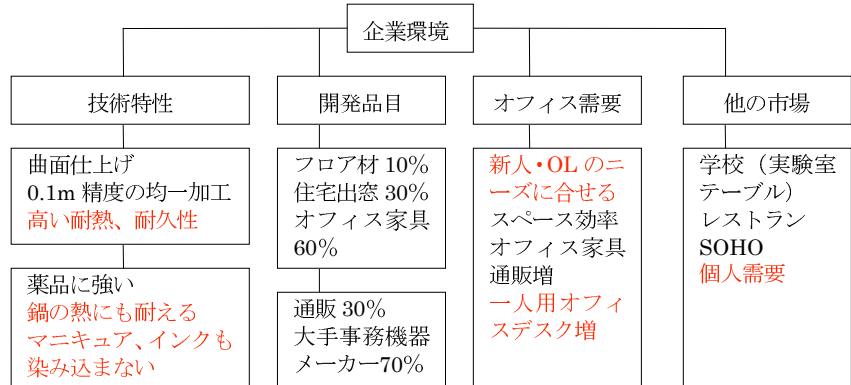 企業環境
技術特性
開発品目
オフィス需要
他の市場
曲面仕上げ
0.1m 精度の均一加工
高い耐熱、耐久性
薬品に強い
鍋の熱にも耐える
マニキュア、インクも
染み込まない
フロア材 10%
住宅出窓 30%
オフィス家具
60%
通販 30%
大手事務機器
メーカー70%
新人・OL のニ
ーズに合せる
スペース効率
オフィス家具
通販増
一人用オフィ
スデスク増
学校（実験室
テーブル）
レストラン
SOHO
個人需要